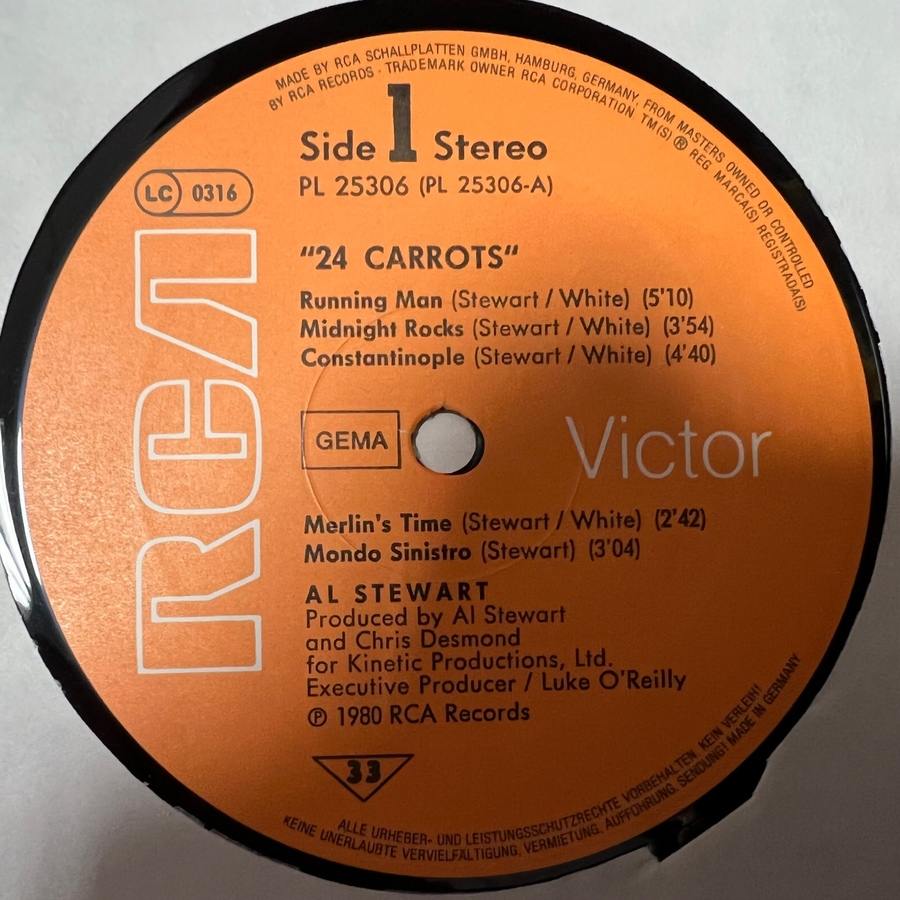 MADE BY RCA SCHALLPLATTEN GMBH, HAMBURG, GERMANY, FROM MASTERS OWNED OR CONTROLLED
BY RCA RECORDS · TRADEMARK OWNER RCA CORPORATION TM(S) ® REG MARCA(S) REGISTRADA(S)
Side 1 Stereo
PL 25306 (PL 25306-A)
LC 0316
RCA
"24 CARROTS"
Running Man (Stewart / White) (5'10)
Midnight Rocks (Stewart / White) (3'54)
Constantinople (Stewart / White) (4'40)
GEMA
Victor
Merlin's Time (Stewart / White) (2'42)
Mondo Sinistro (Stewart) (3'04)
AL STEWART
Produced by Al Stewart
and Chris Desmond
for Kinetic Productions, Ltd.
Executive Producer / Luke O'Reilly
℗ 1980 RCA Records
33
ALLE URHEBER- UND LEISTUNGSSCHUTZRECHTE VORBEHALTEN. KEIN VERLEIH!
KEINE UNERLAUBTE VERVIELFÄLTIGUNG, VERMIETUNG, AUFFÜHRUNG, SENDUNG! MADE IN GERMANY